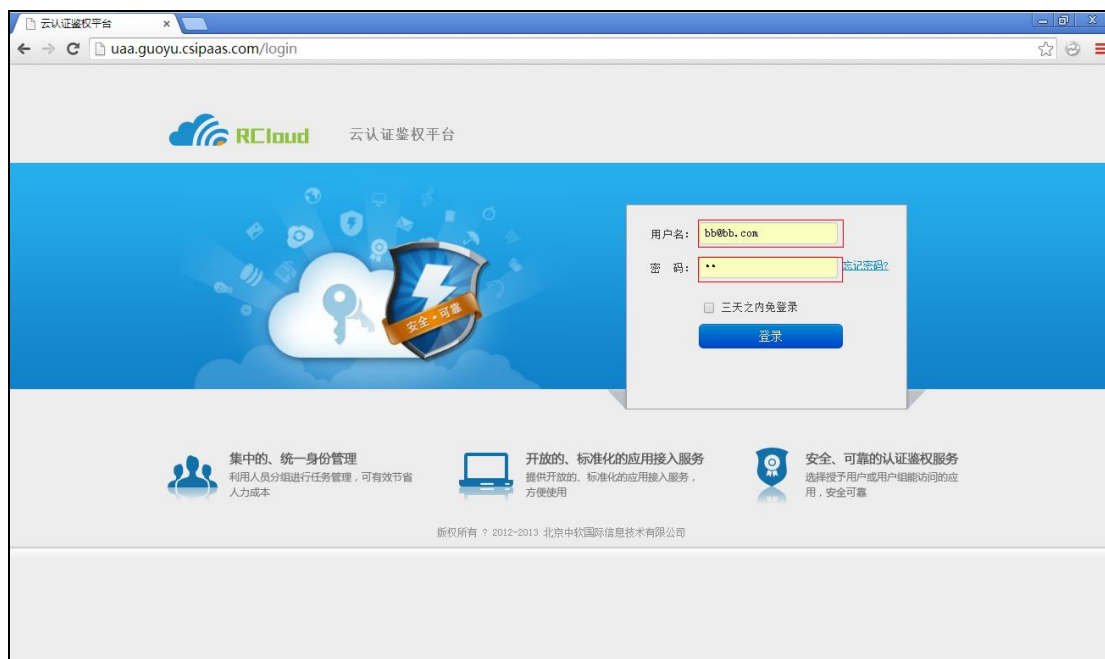 云认证鉴权平台
uaa.guoyu.csipaas.com/login
RCloud 云认证鉴权平台
用户名: bb@bb.com
密 码: •• 忘记密码?
三天之内免登录
登录
安全·可靠
集中的、统一身份管理
利用人员分组进行任务管理，可有效节省
人力成本
开放的、标准化的应用接入服务
提供开放的、标准化的应用接入服务，
方便使用
安全、可靠的认证鉴权服务
选择授予用户或用户组能访问的应
用，安全可靠
版权所有 ? 2012-2013 北京中软国际信息技术有限公司